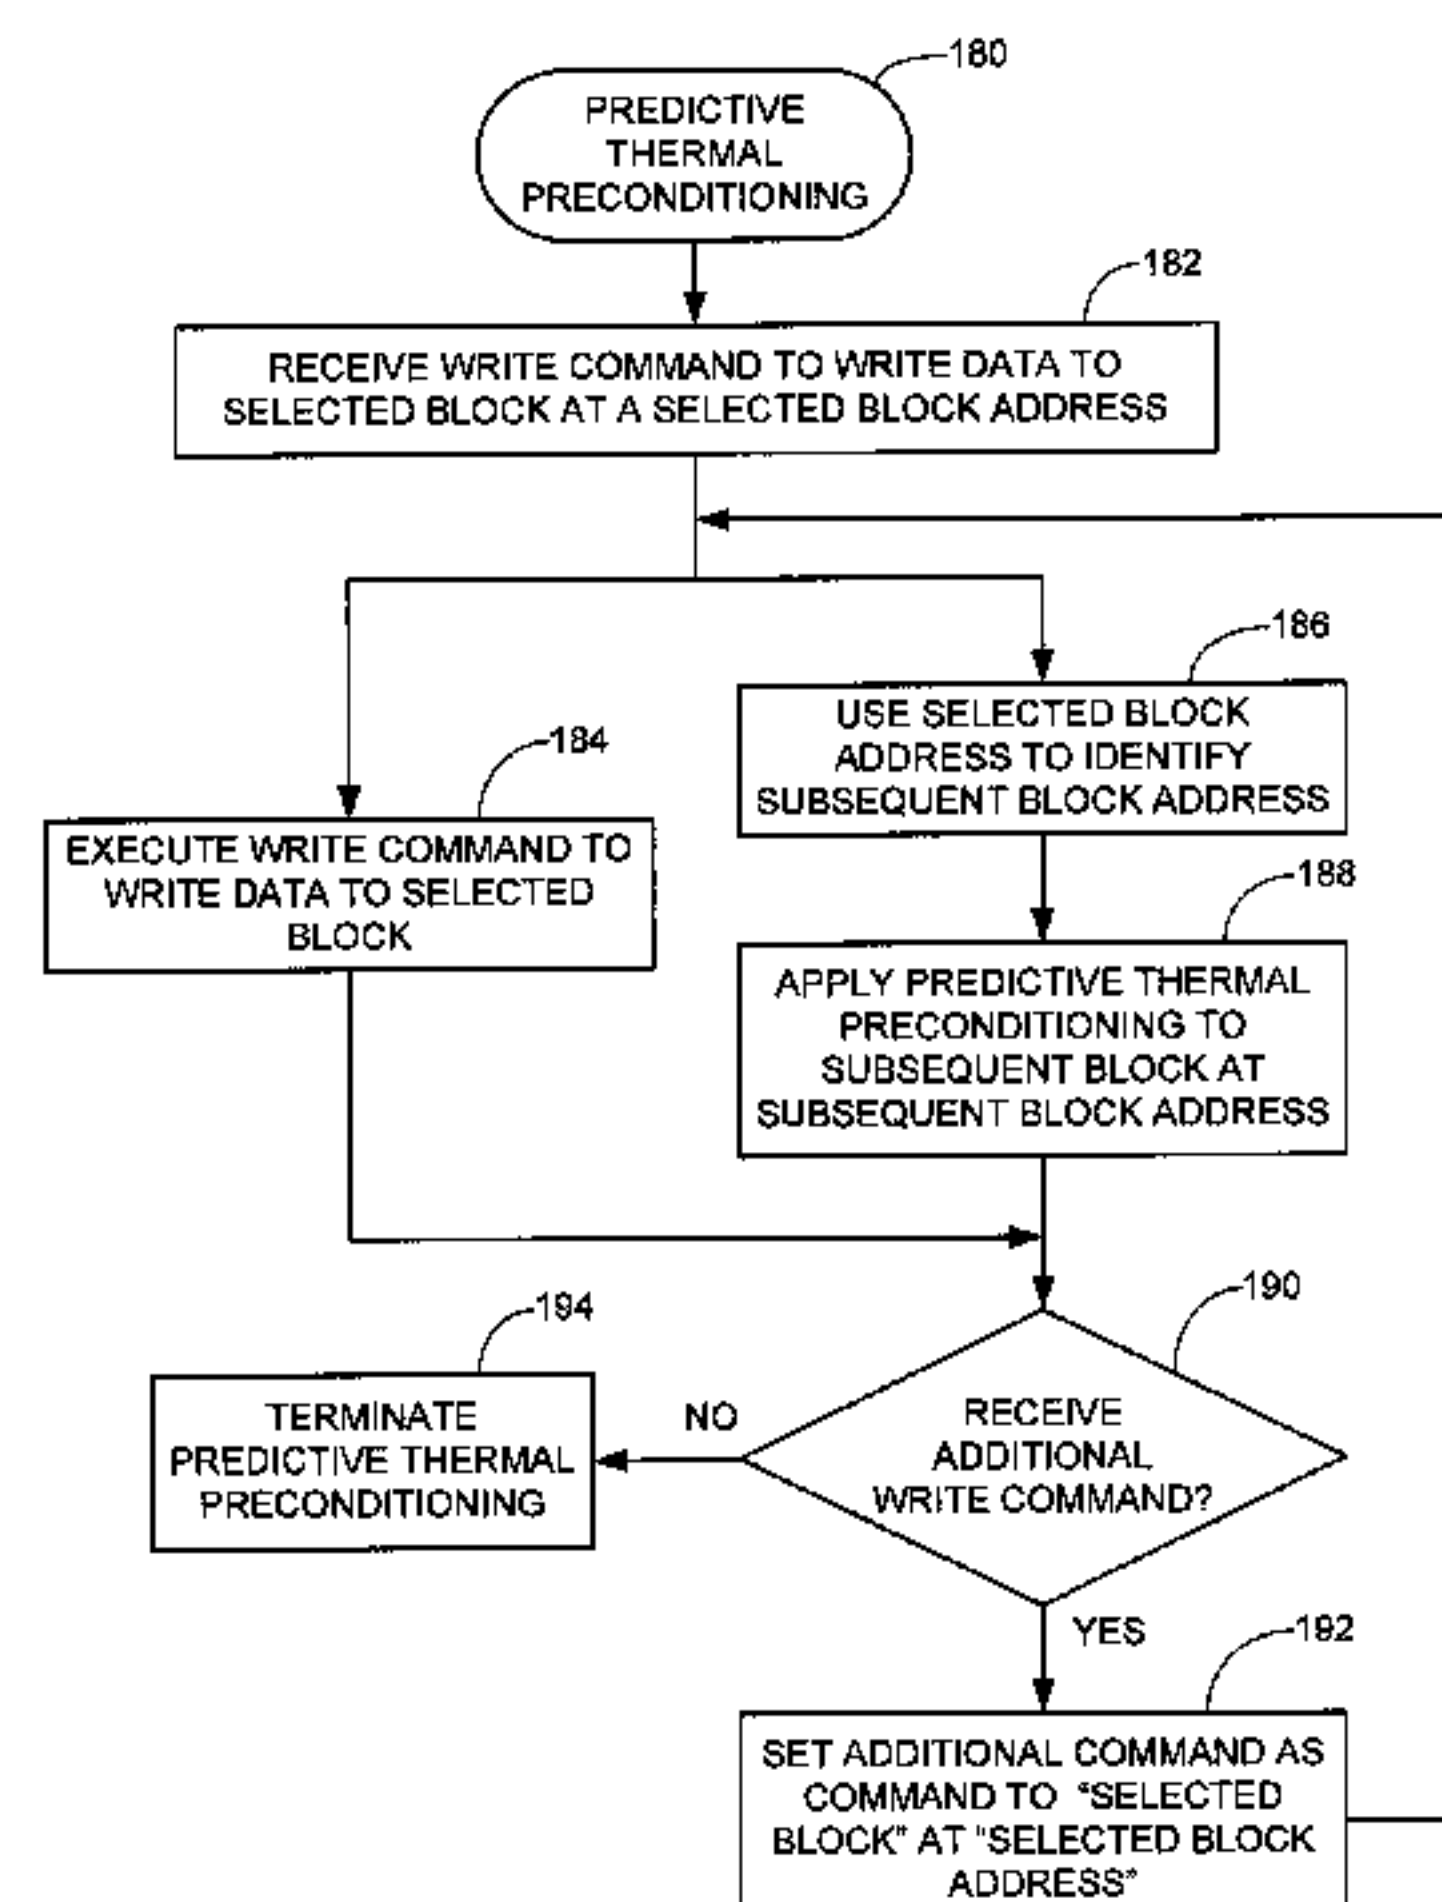 180
PREDICTIVE
THERMAL
PRECONDITIONING
182
RECEIVE WRITE COMMAND TO WRITE DATA TO
SELECTED BLOCK AT A SELECTED BLOCK ADDRESS
186
USE SELECTED BLOCK
ADDRESS TO IDENTIFY
SUBSEQUENT BLOCK ADDRESS
184
EXECUTE WRITE COMMAND TO
WRITE DATA TO SELECTED
BLOCK
188
APPLY PREDICTIVE THERMAL
PRECONDITIONING TO
SUBSEQUENT BLOCK AT
SUBSEQUENT BLOCK ADDRESS
190
RECEIVE
ADDITIONAL
WRITE COMMAND?
NO
194
TERMINATE
PREDICTIVE THERMAL
PRECONDITIONING
YES
192
SET ADDITIONAL COMMAND AS
COMMAND TO "SELECTED
BLOCK" AT "SELECTED BLOCK
ADDRESS"